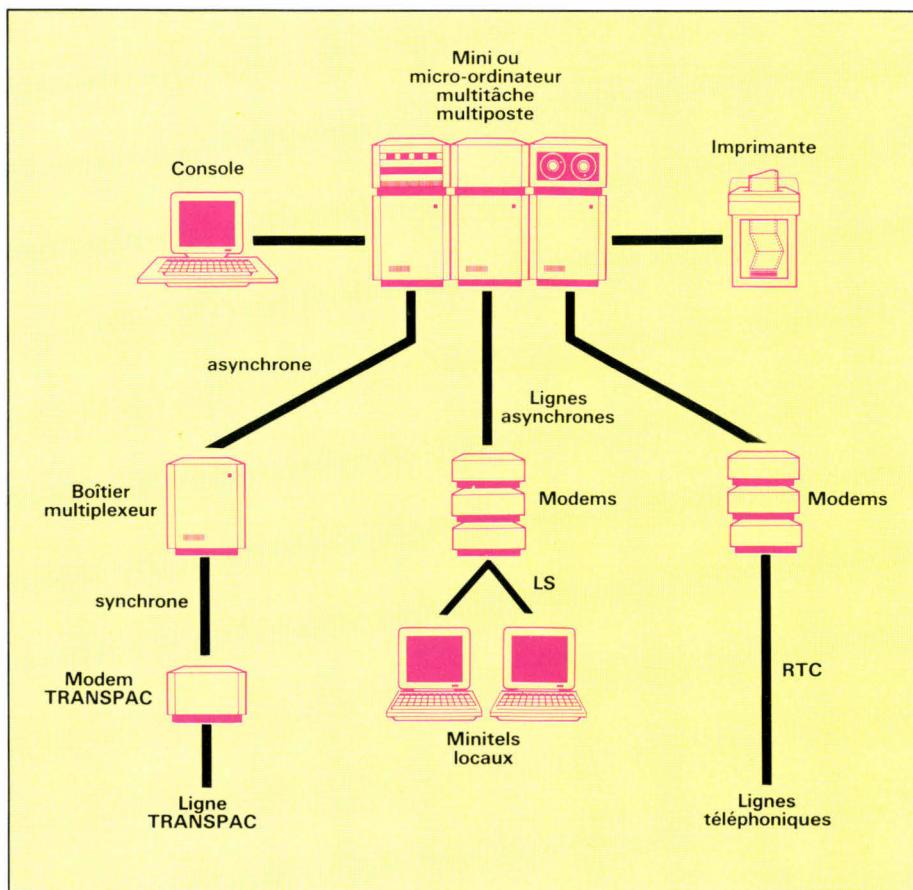 Mini ou
micro-ordinateur
multitâche
multiposte
Console
Imprimante
asynchrone
Lignes
asynchrones
Boîtier
multiplexeur
Modems
Modems
synchrone
LS
Modem
TRANSPAC
RTC
Minitels
locaux
Ligne
TRANSPAC
Lignes
téléphoniques